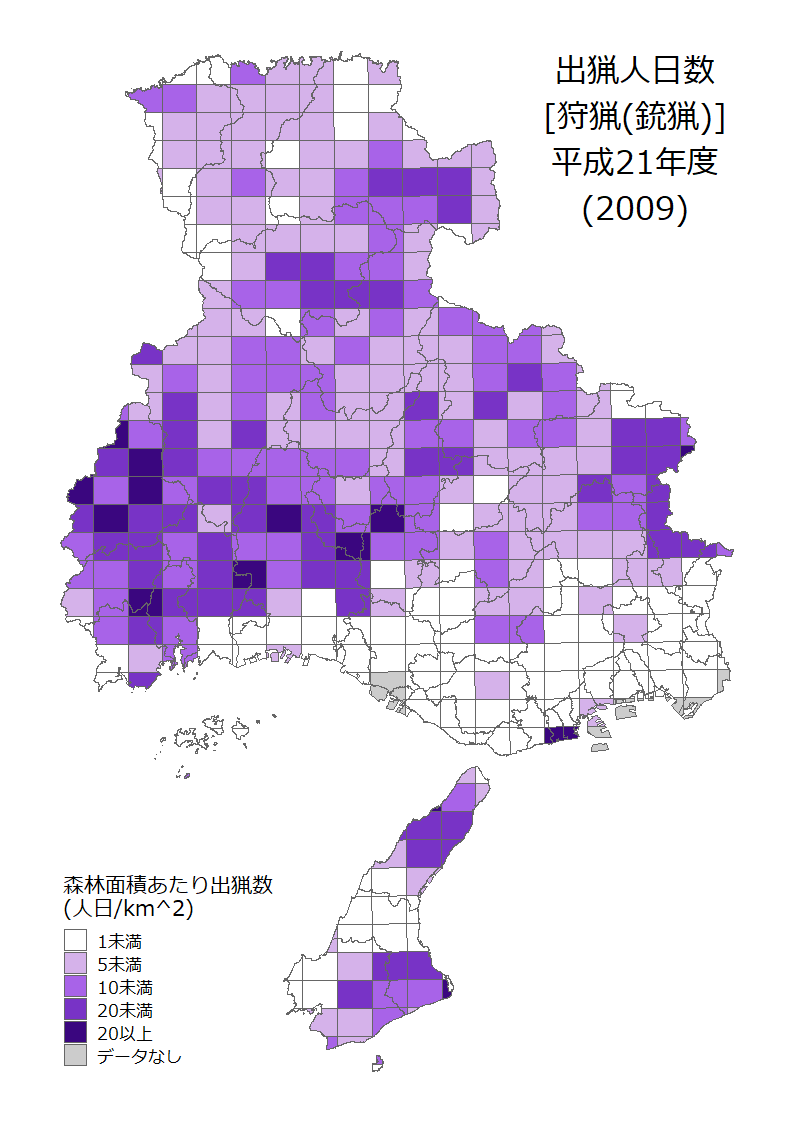 出猟人日数
[狩猟(銃猟)]
平成21年度
(2009)
森林面積あたり出猟数
(人日/km^2)
1未満
5未満
10未満
20未満
20以上
データなし